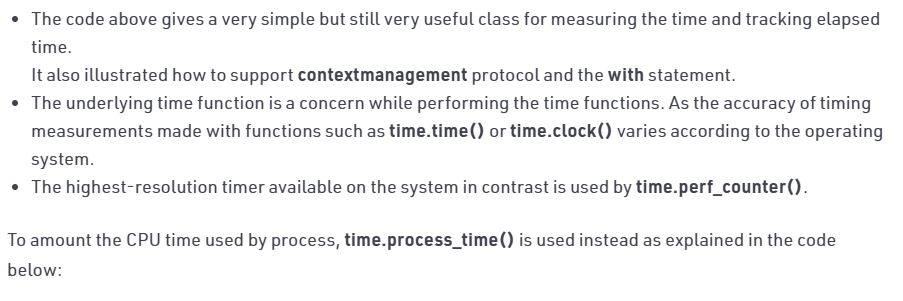 • The code above gives a very simple but still very useful class for measuring the time and tracking elapsed
time.
It also illustrated how to support contextmanagement protocol and the with statement.
• The underlying time function is a concern while performing the time functions. As the accuracy of timing
measurements made with functions such as time.time() or time.clock() varies according to the operating
system.
• The highest-resolution timer available on the system in contrast is used by time.perf_counter().
To amount the CPU time used by process, time.process_time() is used instead as explained in the code
below: